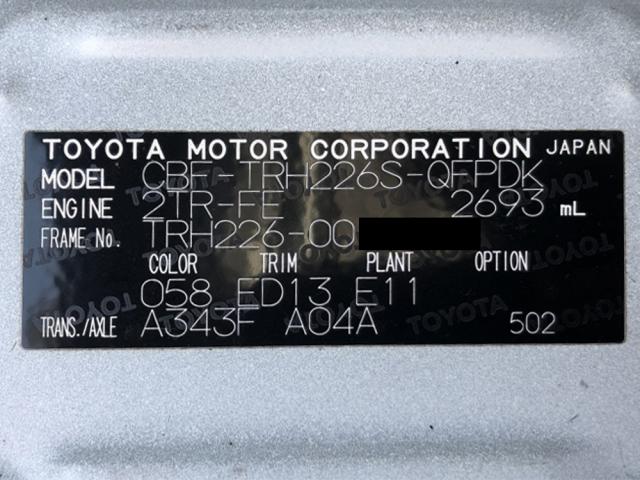 TOYOTA MOTOR CORPORATION JAPAN
MODEL CBF-TRH226S-QFPDK
ENGINE 2TR-FE 2693 mL
FRAME No. TRH226-00
COLOR TRIM PLANT OPTION
058 ED13 E11
TRANS./AXLE A343F A04A 502